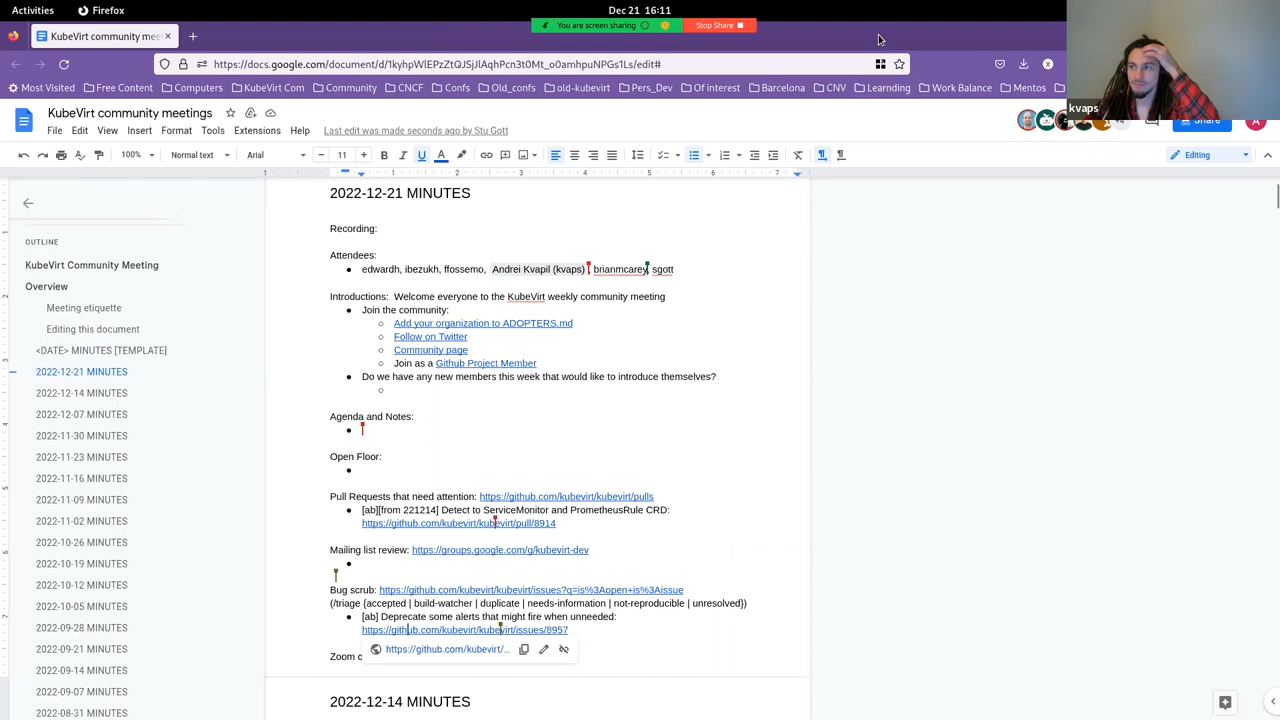 Activities
Firefox
Dec 21 16:11
You are screen sharing
Stop Share
KubeVirt community mee
https://docs.google.com/document/d/1kyhpWlEPzZtQJSjJlAqhPcn3t0Mt_o0amhpuNPGs1Ls/edit#
Most Visited
Free Content
Computers
KubeVirt Com
Community
CNCF
Confs
Old_confs
old-kubevirt
Pers_Dev
Of interest
Barcelona
CNV
Learnding
Work Balance
Mentos
kvaps
KubeVirt community meetings
File Edit View Insert Format Tools Extensions Help
Last edit was made seconds ago by Stu Gott
Share
A
100%
Normal text
Arial
11
Editing
OUTLINE
KubeVirt Community Meeting
Overview
Meeting etiquette
Editing this document
<DATE> MINUTES [TEMPLATE]
2022-12-21 MINUTES
2022-12-14 MINUTES
2022-12-07 MINUTES
2022-11-30 MINUTES
2022-11-23 MINUTES
2022-11-16 MINUTES
2022-11-09 MINUTES
2022-11-02 MINUTES
2022-10-26 MINUTES
2022-10-19 MINUTES
2022-10-12 MINUTES
2022-10-05 MINUTES
2022-09-28 MINUTES
2022-09-21 MINUTES
2022-09-14 MINUTES
2022-09-07 MINUTES
2022-08-31 MINUTES
2022-12-21 MINUTES
Recording:
Attendees:
edwardh, ibezukh, ffossemo, Andrei Kvapil (kvaps) , brianmcarey, sgott
Introductions: Welcome everyone to the KubeVirt weekly community meeting
Join the community:
Add your organization to ADOPTERS.md
Follow on Twitter
Community page
Join as a Github Project Member
Do we have any new members this week that would like to introduce themselves?
Agenda and Notes:
Open Floor:
Pull Requests that need attention: https://github.com/kubevirt/kubevirt/pulls
[ab][from 221214] Detect to ServiceMonitor and PrometheusRule CRD:
https://github.com/kubevirt/kubevirt/pull/8914
Mailing list review: https://groups.google.com/g/kubevirt-dev
Bug scrub: https://github.com/kubevirt/kubevirt/issues?q=is%3Aopen+is%3Aissue
(/triage {accepted | build-watcher | duplicate | needs-information | not-reproducible | unresolved})
[ab] Deprecate some alerts that might fire when unneeded:
https://github.com/kubevirt/kubevirt/issues/8957
https://github.com/kubevirt/...
Zoom c
2022-12-14 MINUTES